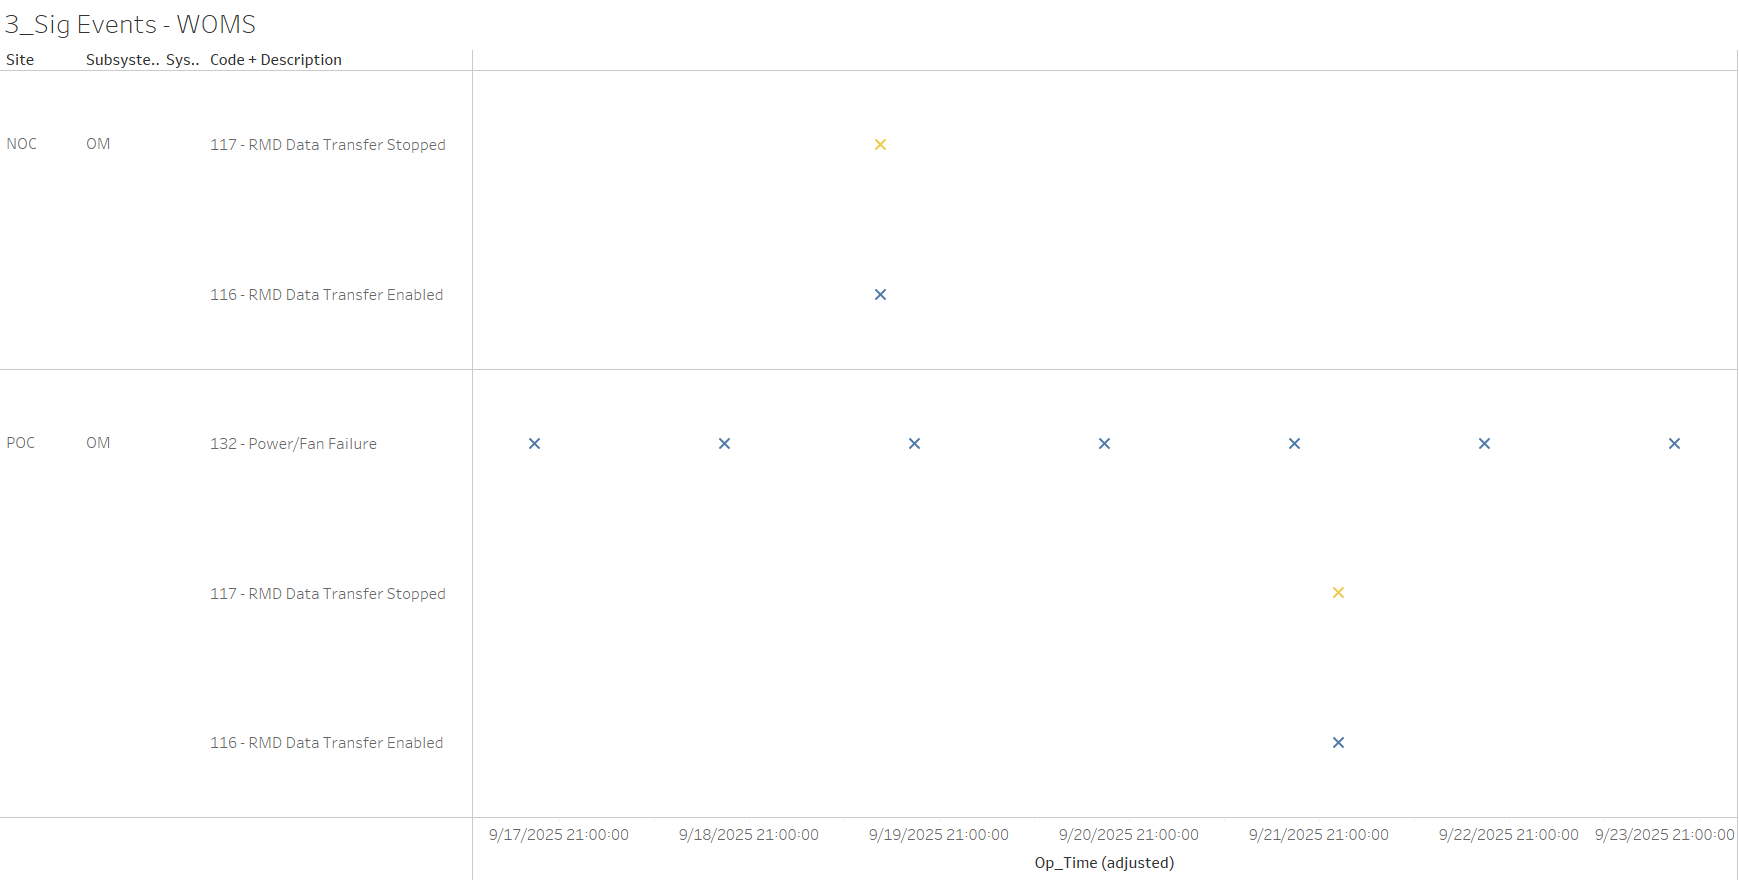 3_Sig Events - WOMS
Site Subsyste.. Sys.. Code + Description
NOC OM 117 - RMD Data Transfer Stopped
116 - RMD Data Transfer Enabled
POC OM 132 - Power/Fan Failure
117 - RMD Data Transfer Stopped
116 - RMD Data Transfer Enabled
9/17/2025 21:00:00 9/18/2025 21:00:00 9/19/2025 21:00:00 9/20/2025 21:00:00 9/21/2025 21:00:00 9/22/2025 21:00:00 9/23/2025 21:00:00
Op_Time (adjusted)